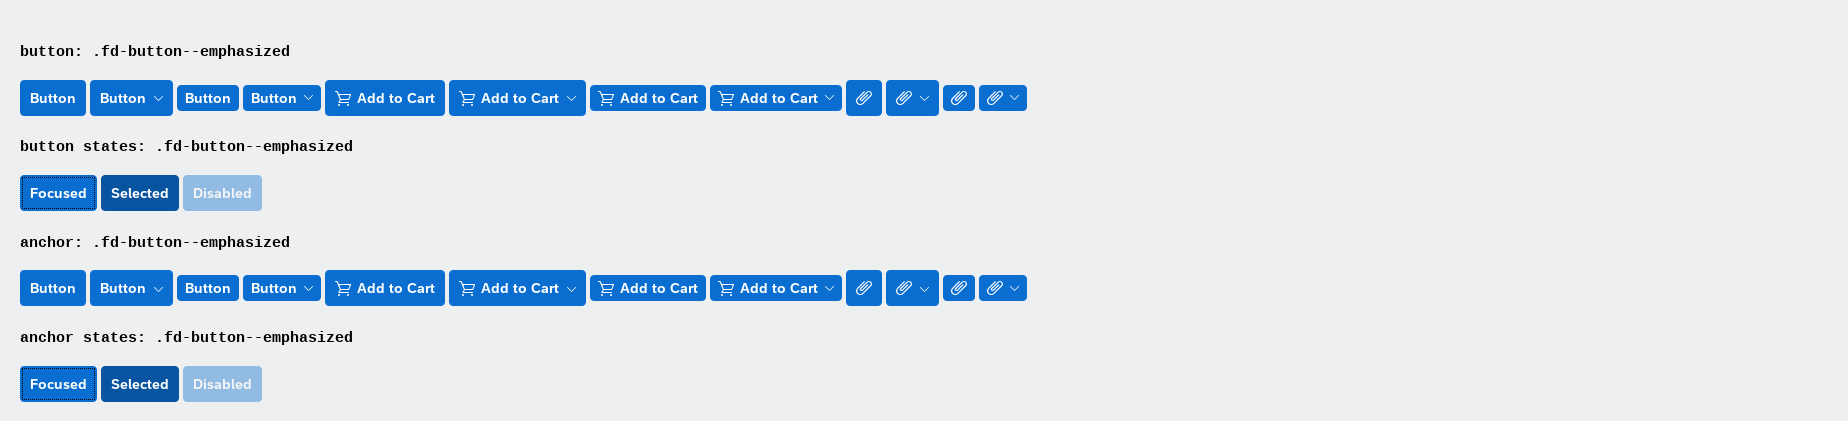 button: .fd-button--emphasized
Button Button Button Button Add to Cart Add to Cart Add to Cart Add to Cart
button states: .fd-button--emphasized
Focused Selected Disabled
anchor: .fd-button--emphasized
Button Button Button Button Add to Cart Add to Cart Add to Cart Add to Cart
anchor states: .fd-button--emphasized
Focused Selected Disabled